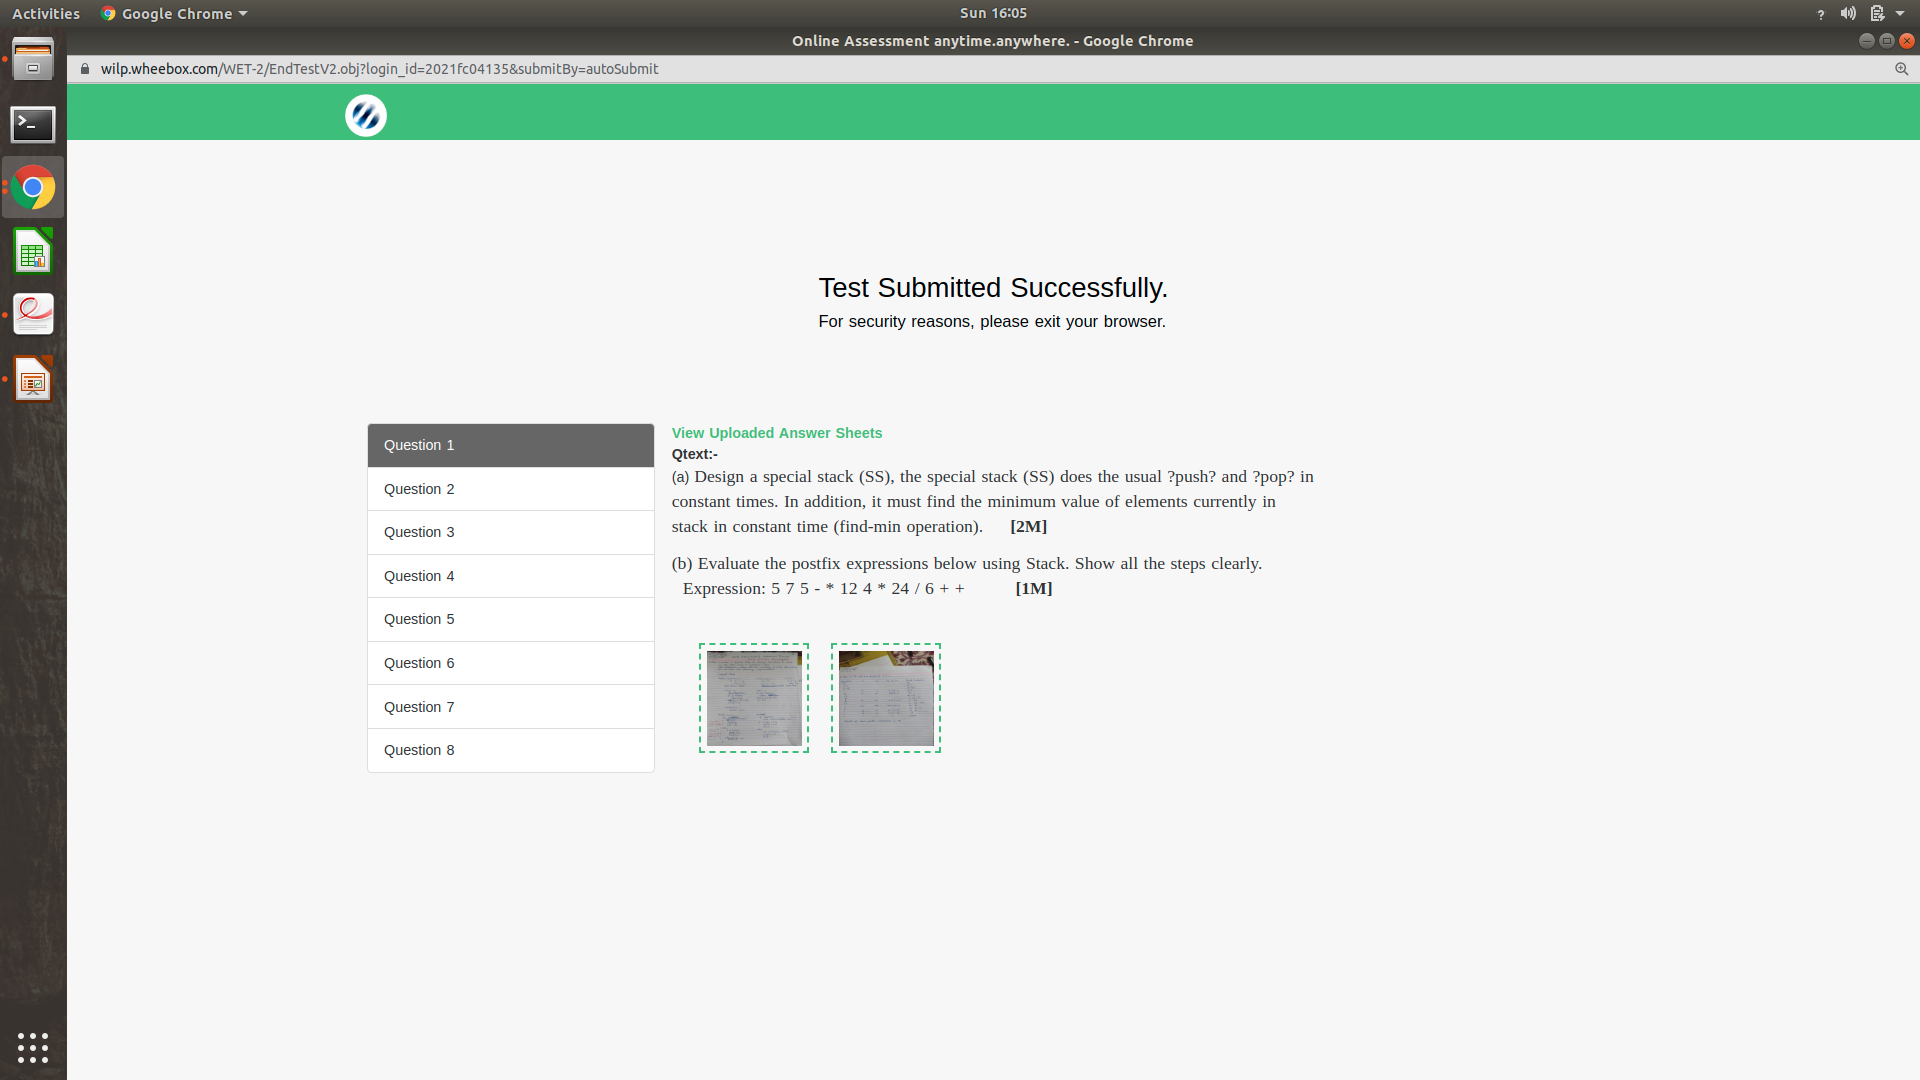 Activities
Google Chrome
Sun 16:05
?
Online Assessment anytime.anywhere. - Google Chrome
wilp.wheebox.com/WET-2/EndTestV2.obj?login_id=2021fc04135&submitBy=autoSubmit
Test Submitted Successfully.
For security reasons, please exit your browser.
Question 1
Question 2
Question 3
Question 4
Question 5
Question 6
Question 7
Question 8
View Uploaded Answer Sheets
Qtext:-
(a) Design a special stack (SS), the special stack (SS) does the usual ?push? and ?pop? in
constant times. In addition, it must find the minimum value of elements currently in
stack in constant time (find-min operation). [2M]
(b) Evaluate the postfix expressions below using Stack. Show all the steps clearly.
Expression: 5 7 5 - * 12 4 * 24 / 6 + + [1M]